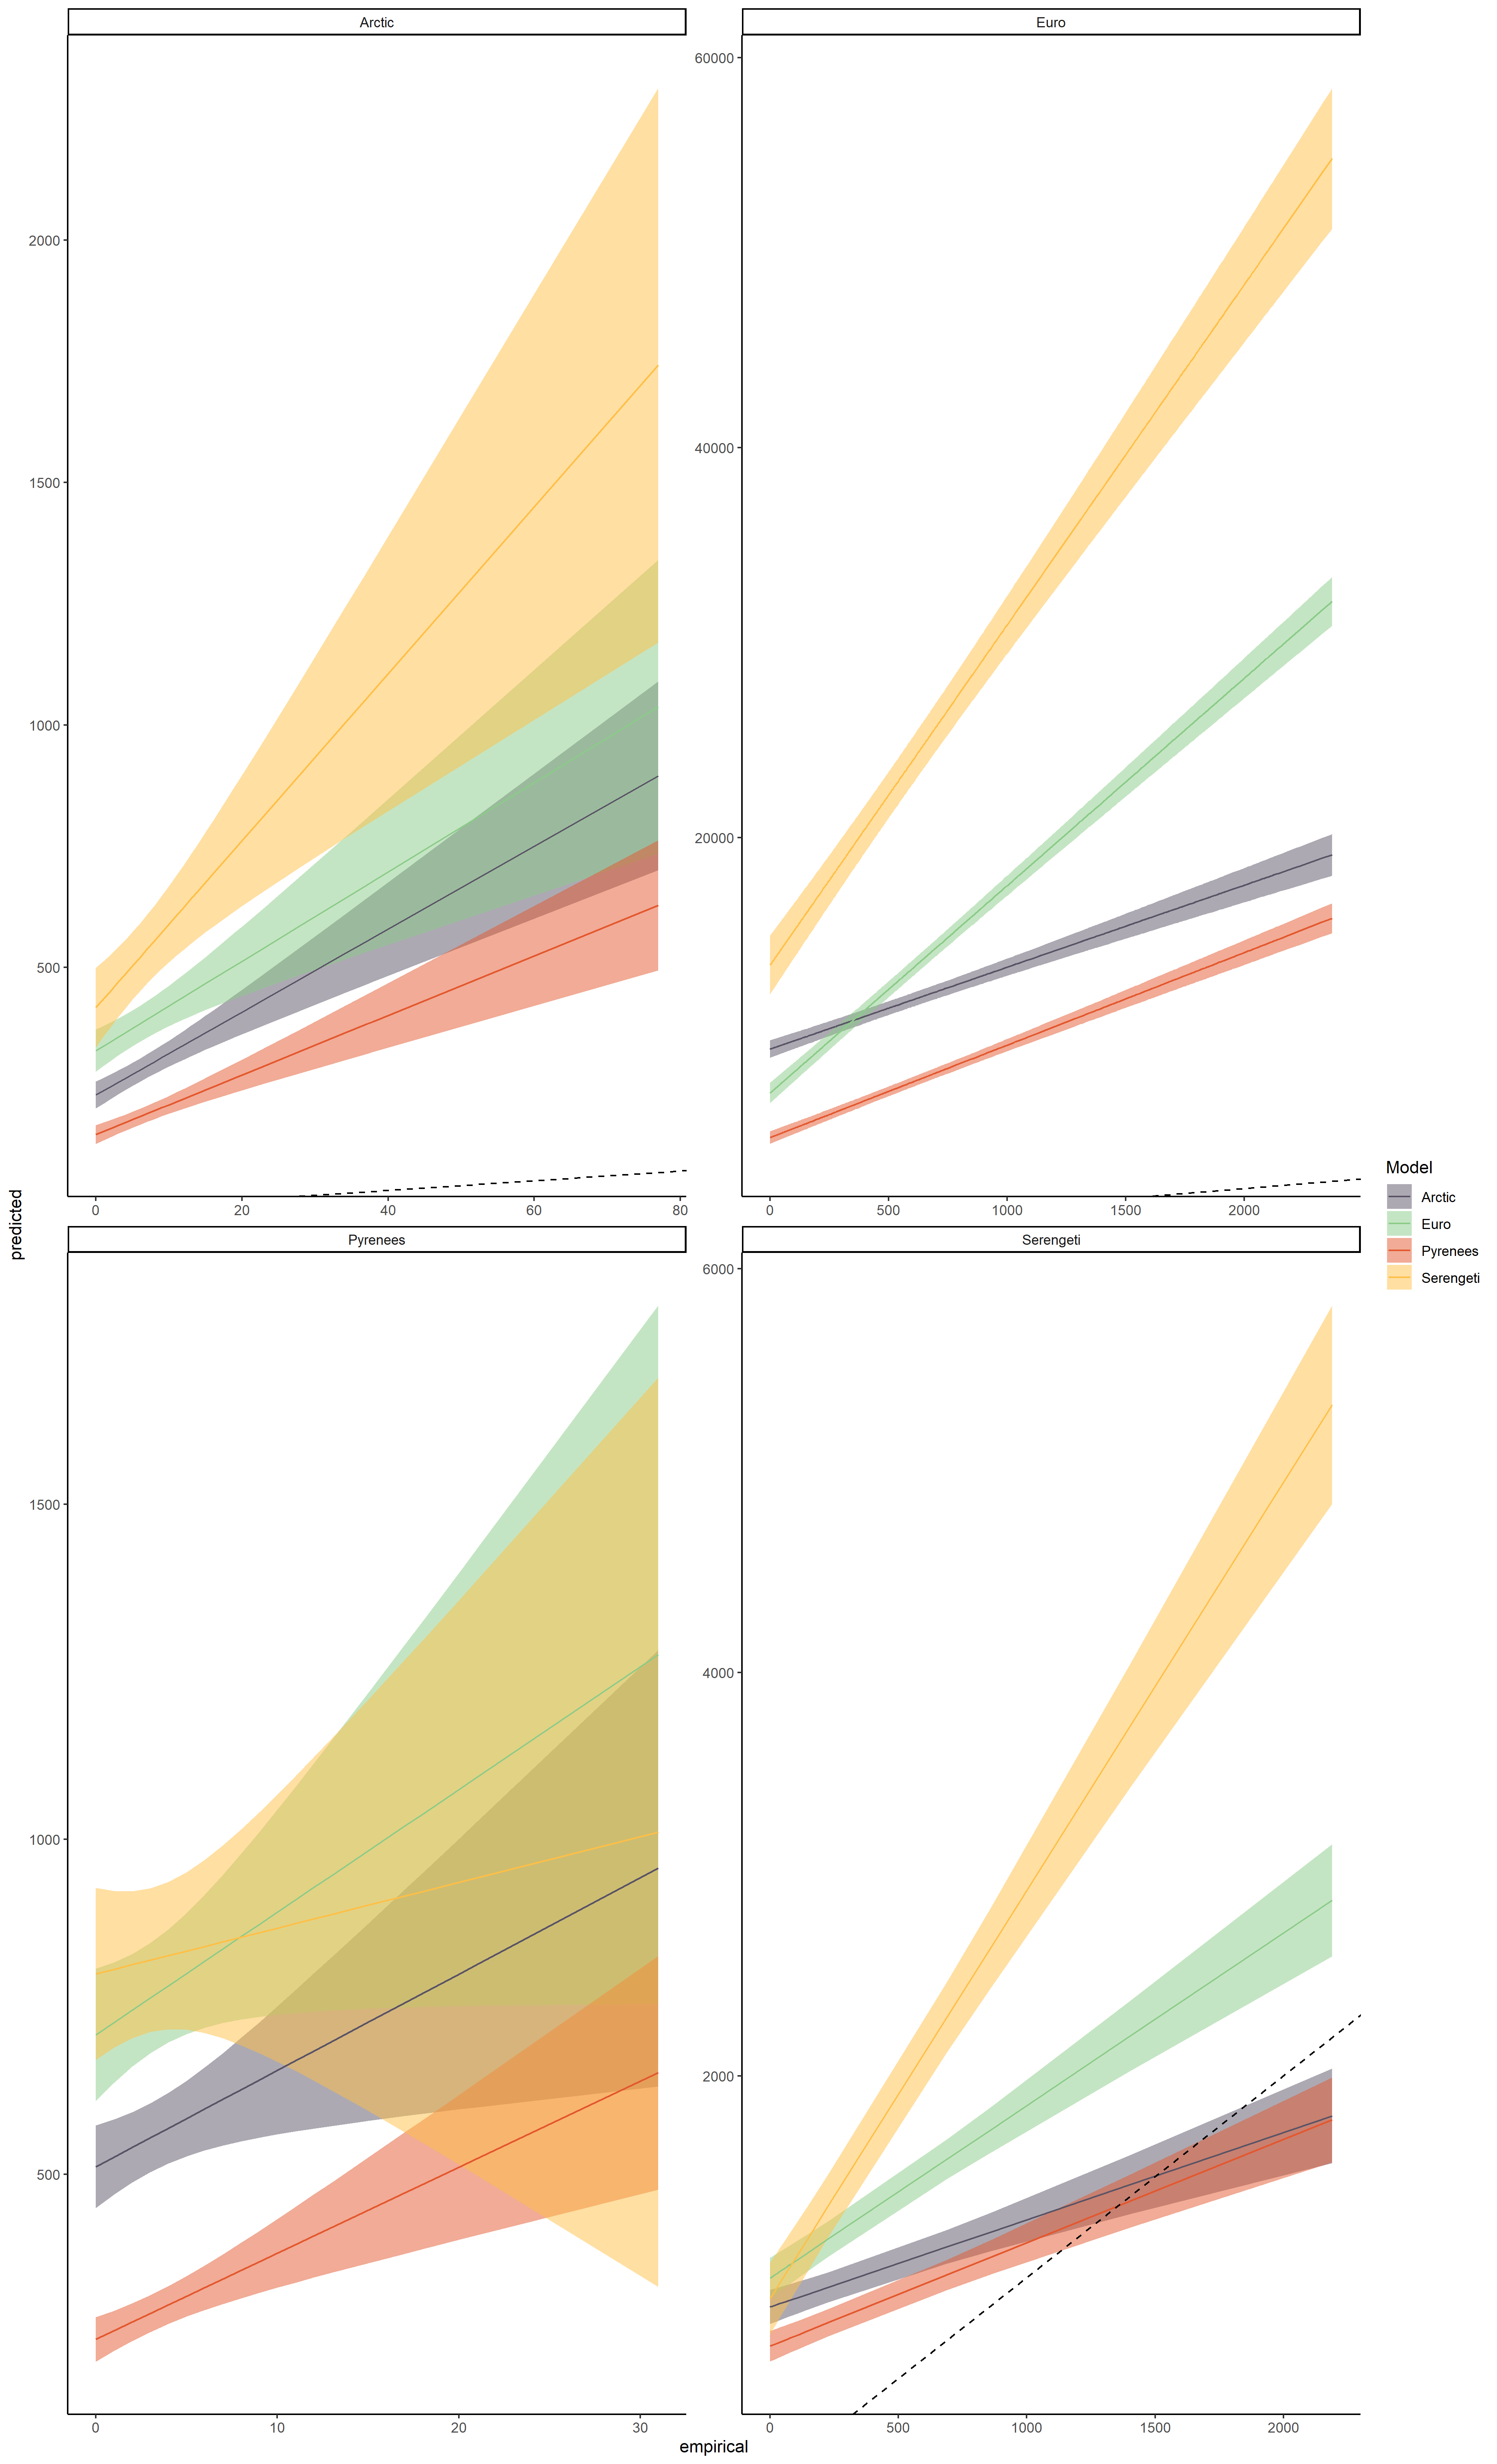 Arctic
Euro
2000
1500
1000
500
0 20 40 60 80
60000
40000
20000
0 500 1000 1500 2000
predicted
Pyrenees
Serengeti
1500
1000
500
0 10 20 30
6000
4000
2000
0 500 1000 1500 2000
empirical
Model
Arctic
Euro
Pyrenees
Serengeti